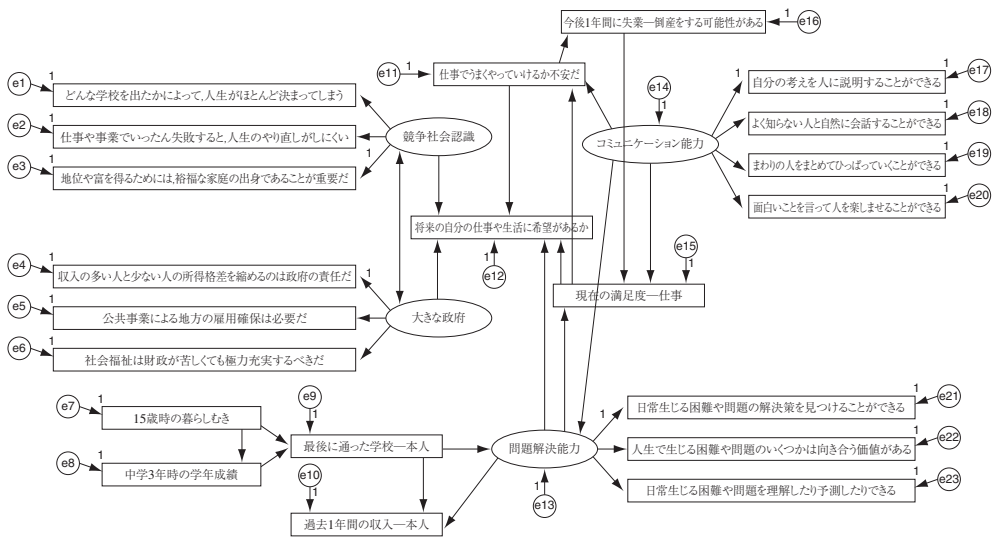 今後1年間に失業―倒産をする可能性がある
1
e16
e11
1
仕事でうまくやっていけるか不安だ
e1
1
どんな学校を出たかによって,人生がほとんど決まってしまう
e2
1
仕事や事業でいったん失敗すると,人生のやり直しがしにくい
e3
1
地位や富を得るためには,裕福な家庭の出身であることが重要だ
1
競争社会認識
e14
1
コミュニケーション能力
1
自分の考えを人に説明することができる
1
e17
よく知らない人と自然に会話することができる
1
e18
まわりの人をまとめてひっぱっていくことができる
1
e19
面白いことを言って人を楽しませることができる
1
e20
将来の自分の仕事や生活に希望があるか
1
e12
e15
1
現在の満足度―仕事
e4
1
収入の多い人と少ない人の所得格差を縮めるのは政府の責任だ
1
e5
1
公共事業による地方の雇用確保は必要だ
e6
1
社会福祉は財政が苦しくても極力充実するべきだ
大きな政府
e7
1
15歳時の暮らしむき
e8
1
中学3年時の学年成績
e9
1
最後に通った学校―本人
e10
1
過去1年間の収入―本人
問題解決能力
1
e13
1
日常生じる困難や問題の解決策を見つけることができる
1
e21
人生で生じる困難や問題のいくつかは向き合う価値がある
1
e22
日常生じる困難や問題を理解したり予測したりできる
1
e23